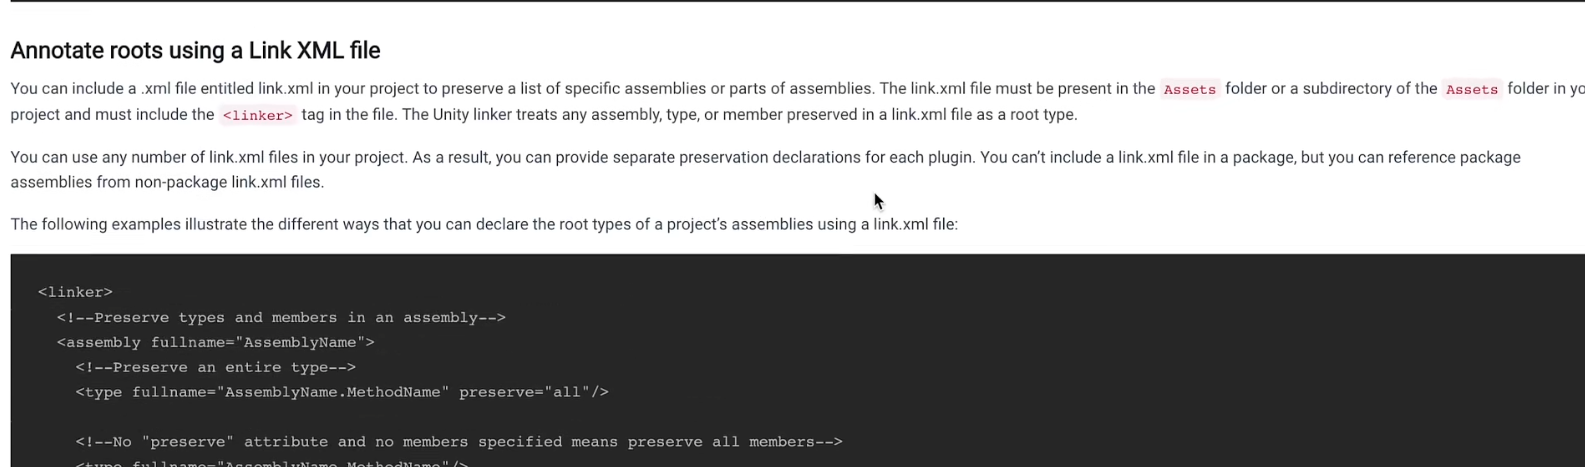 Annotate roots using a Link XML file
You can include a .xml file entitled link.xml in your project to preserve a list of specific assemblies or parts of assemblies. The link.xml file must be present in the Assets folder or a subdirectory of the Assets folder in yo
project and must include the <linker> tag in the file. The Unity linker treats any assembly, type, or member preserved in a link.xml file as a root type.
You can use any number of link.xml files in your project. As a result, you can provide separate preservation declarations for each plugin. You can’t include a link.xml file in a package, but you can reference package
assemblies from non-package link.xml files.
The following examples illustrate the different ways that you can declare the root types of a project’s assemblies using a link.xml file:
<linker>
<!--Preserve types and members in an assembly-->
<assembly fullname="AssemblyName">
<!--Preserve an entire type-->
<type fullname="AssemblyName.MethodName" preserve="all"/>
<!--No "preserve" attribute and no members specified means preserve all members-->
<type fullname="AssemblyName.MethodName"/>